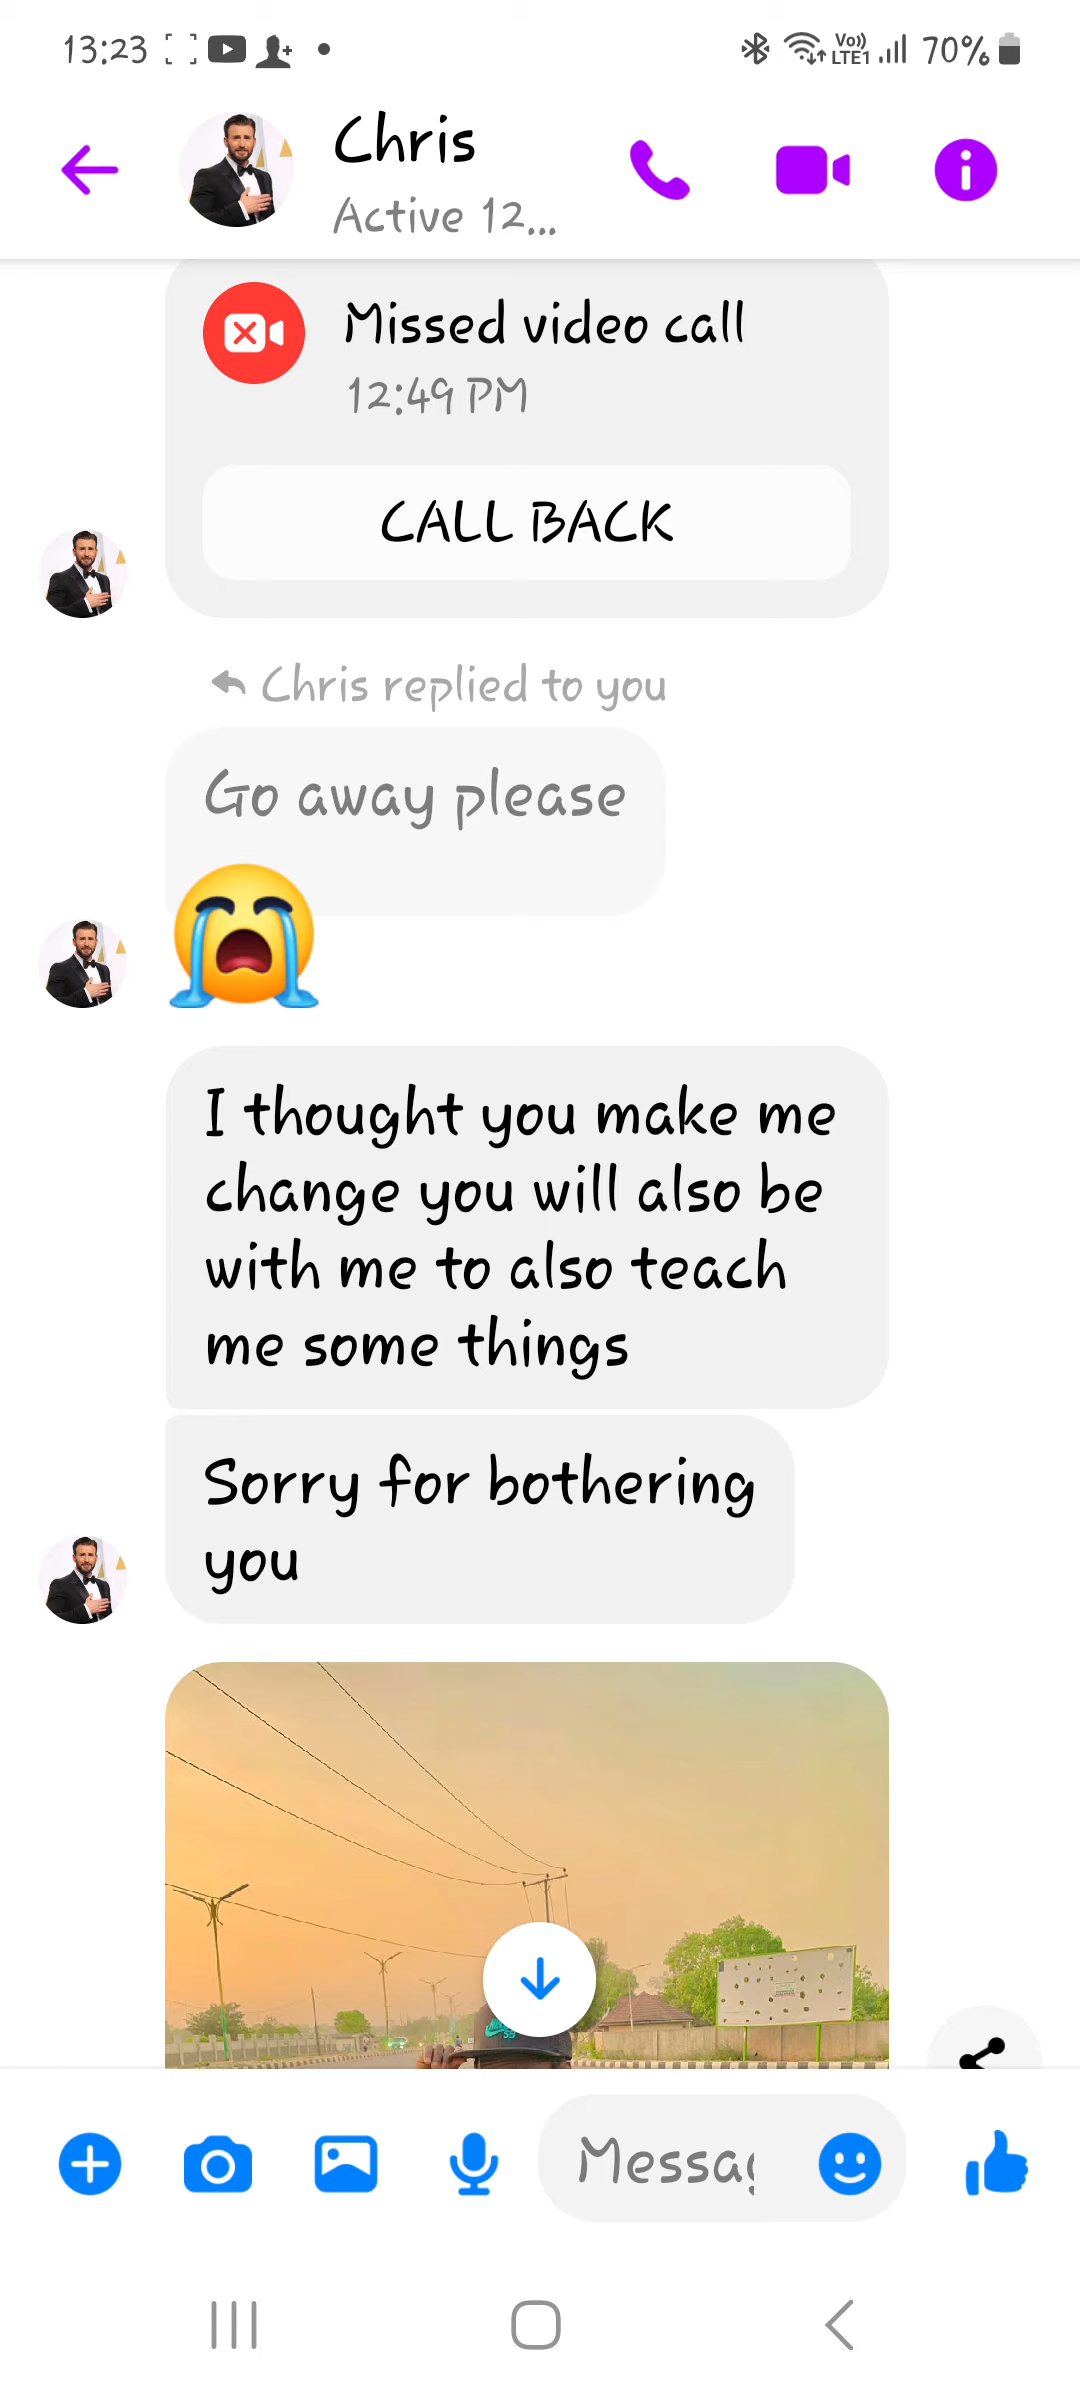 13:23 Vo)) LTE1 70%
Chris
Active 12...
Missed video call
12:49 PM
CALL BACK
Chris replied to you
Go away please
I thought you make me
change you will also be
with me to also teach
me some things
Sorry for bothering
you